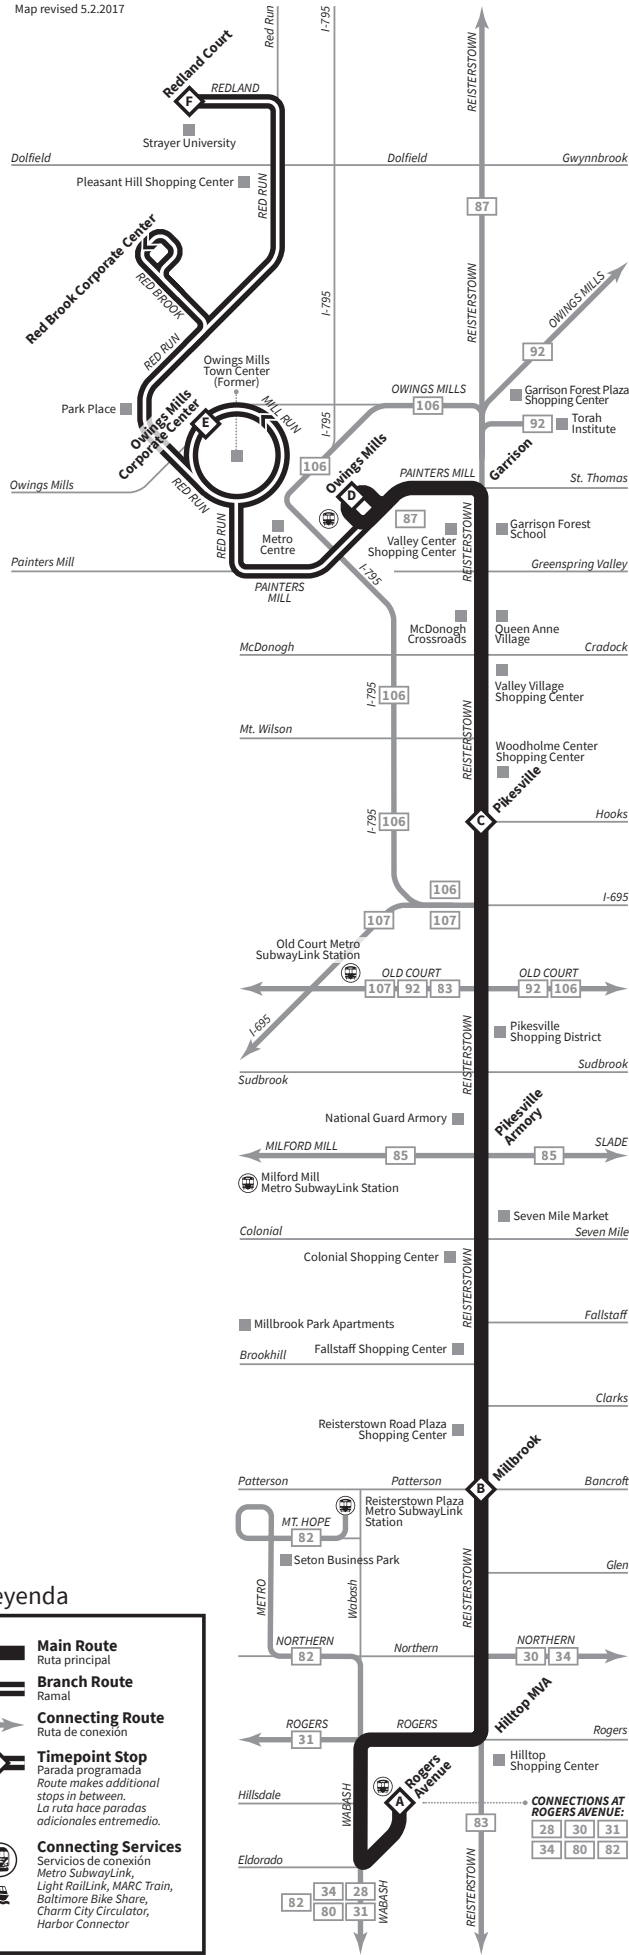 Map revised 5.2.2017
Red Run
I-795
REISTERSTOWN
Redland Court
F
REDLAND
Strayer University
Dolfield
Dolfield
Gwynnbrook
Pleasant Hill Shopping Center
RED RUN
87
Red Brook Corporate Center
RED BROOK
I-795
REISTERSTOWN
OWINGS MILLS
RED RUN
92
Owings Mills
Town Center
(Former)
OWINGS MILLS
106
Garrison Forest Plaza
Shopping Center
Park Place
Owings Mills
Corporate Center
E
MILL RUN
I-795
92
Torah
Institute
Garrison
106
Owings Mills
D
PAINTERS MILL
St. Thomas
Owings Mills
RED RUN
RED RUN
Metro
Centre
87
Valley Center
Shopping Center
REISTERSTOWN
Garrison Forest
School
Painters Mill
PAINTERS
MILL
I-795
Greenspring Valley
McDonogh
Crossroads
Queen Anne
Village
McDonogh
Cradock
Valley Village
Shopping Center
I-795
106
REISTERSTOWN
Mt. Wilson
Woodholme Center
Shopping Center
Pikesville
C
I-795
106
Hooks
106
I-695
107
107
Old Court Metro
SubwayLink Station
OLD COURT
107 92 83
OLD COURT
92 106
I-695
REISTERSTOWN
Pikesville
Shopping District
Sudbrook
Sudbrook
National Guard Armory
Pikesville
Armory
MILFORD MILL
85
85
SLADE
Milford Mill
Metro SubwayLink Station
Seven Mile Market
Colonial
Seven Mile
Colonial Shopping Center
REISTERSTOWN
Millbrook Park Apartments
Fallstaff
Fallstaff Shopping Center
Brookhill
Clarks
Reisterstown Road Plaza
Shopping Center
Millbrook
B
Patterson
Patterson
Bancroft
Reisterstown Plaza
Metro SubwayLink
Station
MT. HOPE
82
Seton Business Park
Glen
METRO
Wabash
REISTERSTOWN
NORTHERN
82
Northern
NORTHERN
30 34
Hilltop MVA
ROGERS
31
ROGERS
Rogers
Hilltop
Shopping Center
Rogers
Avenue
A
Hillsdale
WABASH
CONNECTIONS AT
ROGERS AVENUE:
28 30 31
34 80 82
83
Eldorado
REISTERSTOWN
82
34 28
80 31
WABASH
eyenda
Main Route
Ruta principal
Branch Route
Ramal
Connecting Route
Ruta de conexión
Timepoint Stop
Parada programada
Route makes additional
stops in between.
La ruta hace paradas
adicionales entremedio.
Connecting Services
Servicios de conexión
Metro SubwayLink,
Light RailLink, MARC Train,
Baltimore Bike Share,
Charm City Circulator,
Harbor Connector